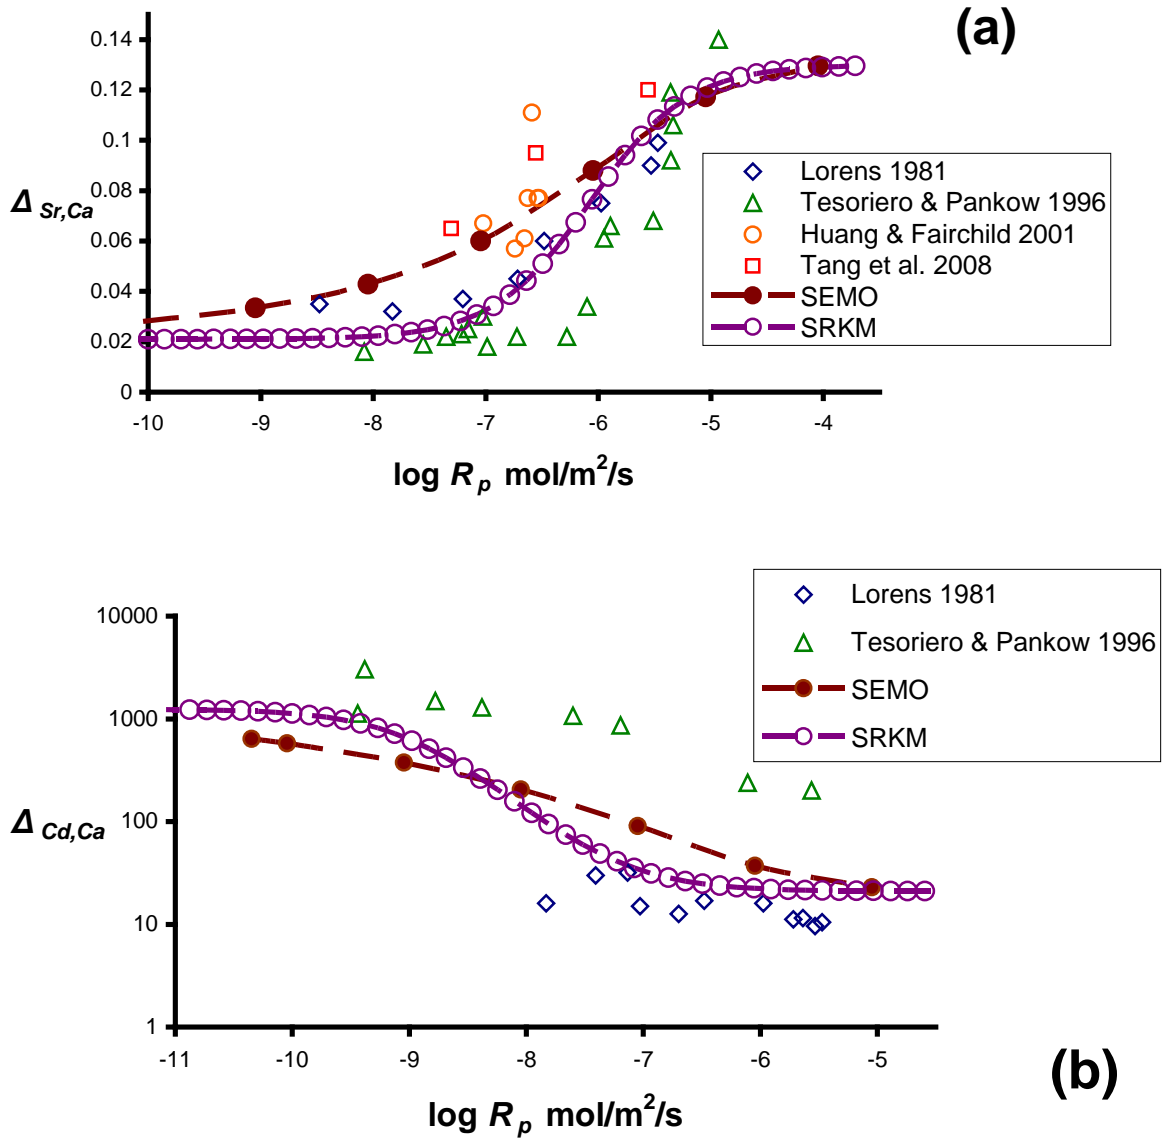 (a)
0.14
0.12
0.1
0.08
0.06
0.04
0.02
0
Δ Sr,Ca
-10 -9 -8 -7 -6 -5 -4
log R p mol/m²/s
Lorens 1981
Tesoriero & Pankow 1996
Huang & Fairchild 2001
Tang et al. 2008
SEMO
SRKM
Lorens 1981
Tesoriero & Pankow 1996
SEMO
SRKM
10000
1000
100
10
1
Δ Cd,Ca
-11 -10 -9 -8 -7 -6 -5
log R p mol/m²/s
(b)